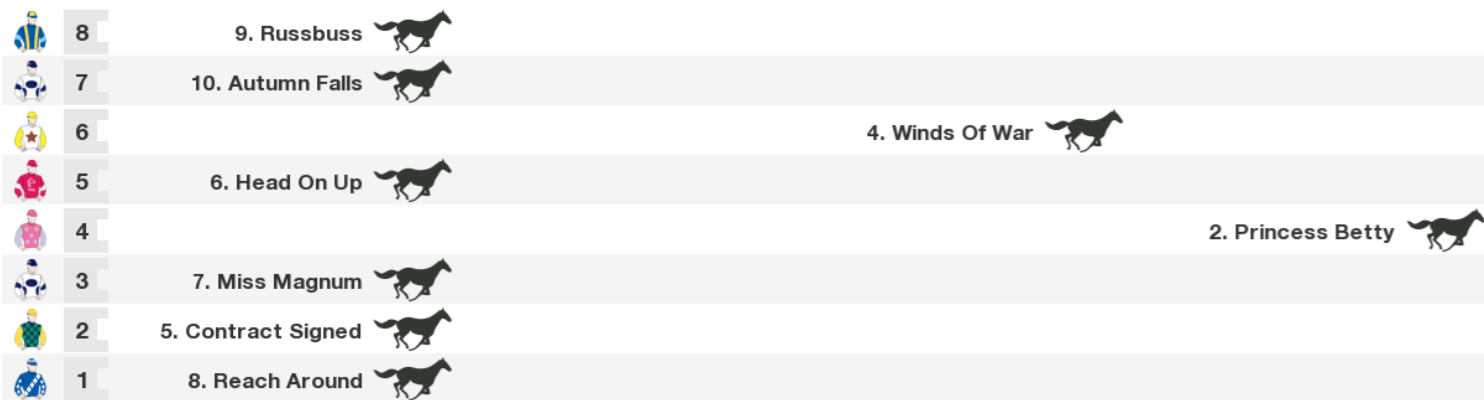 8 9. Russbuss
7 10. Autumn Falls
6 4. Winds Of War
5 6. Head On Up
4 2. Princess Betty
3 7. Miss Magnum
2 5. Contract Signed
1 8. Reach Around